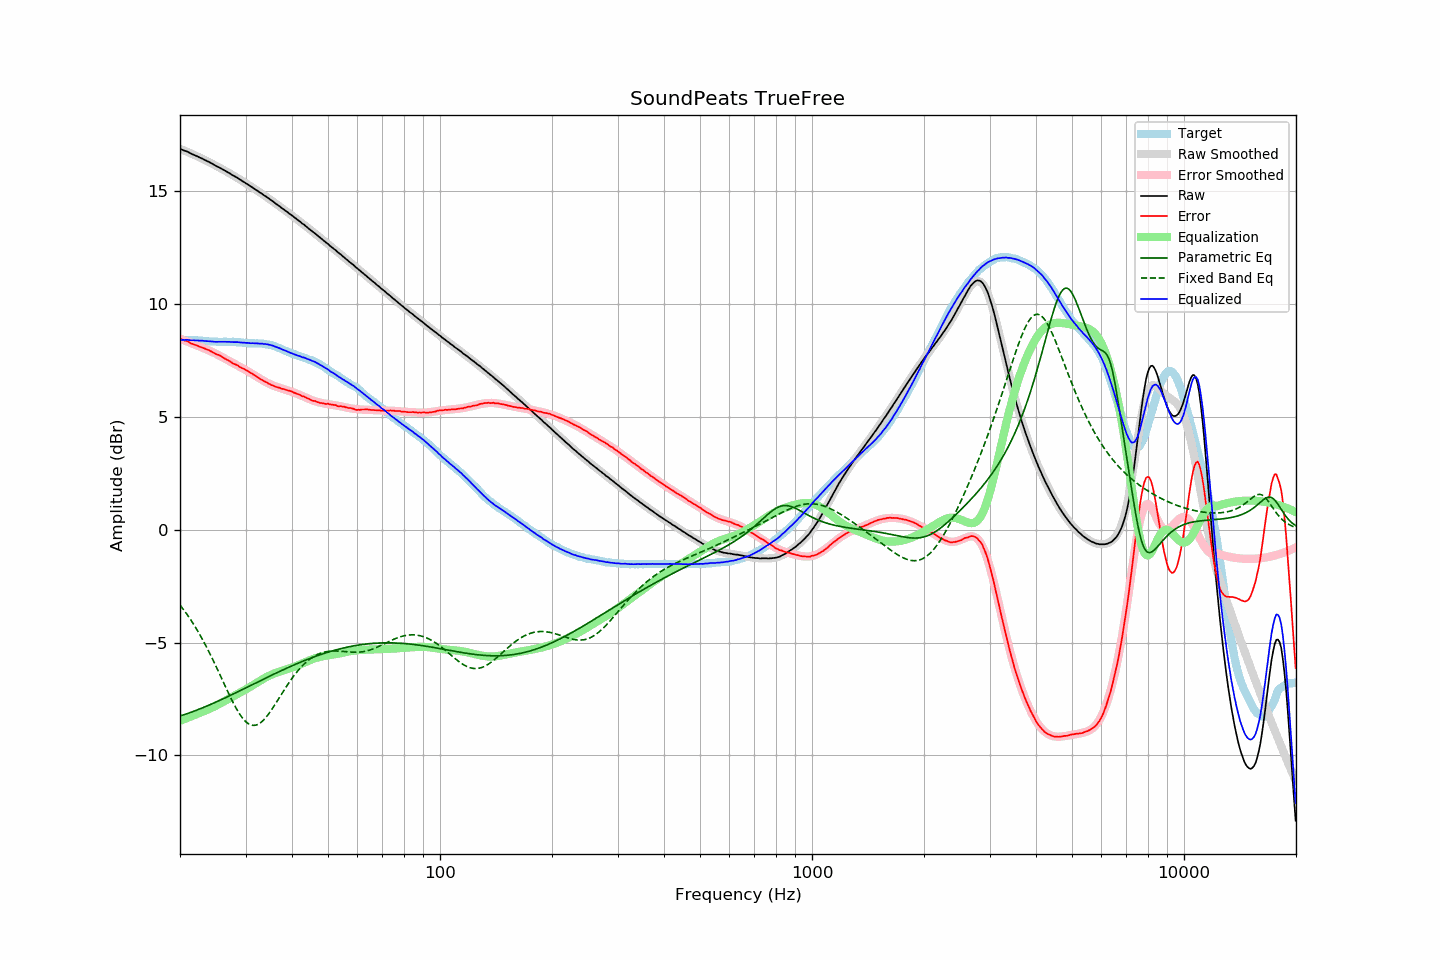 SoundPeats TrueFree
Target
Raw Smoothed
Error Smoothed
Raw
Error
Equalization
Parametric Eq
Fixed Band Eq
Equalized
15
10
5
0
−5
−10
Amplitude (dBr)
100
1000
10000
Frequency (Hz)